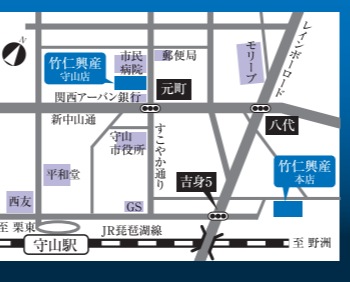 N
レインボーロード
竹仁興産
守山店
市民
病院
郵便局
モリーブ
関西アーバン銀行
元町
新中山通
八代
守山
市役所
すこやか通り
竹仁興産
本店
平和堂
吉身5
西友
GS
至 栗東
JR琵琶湖線
守山駅
至 野洲